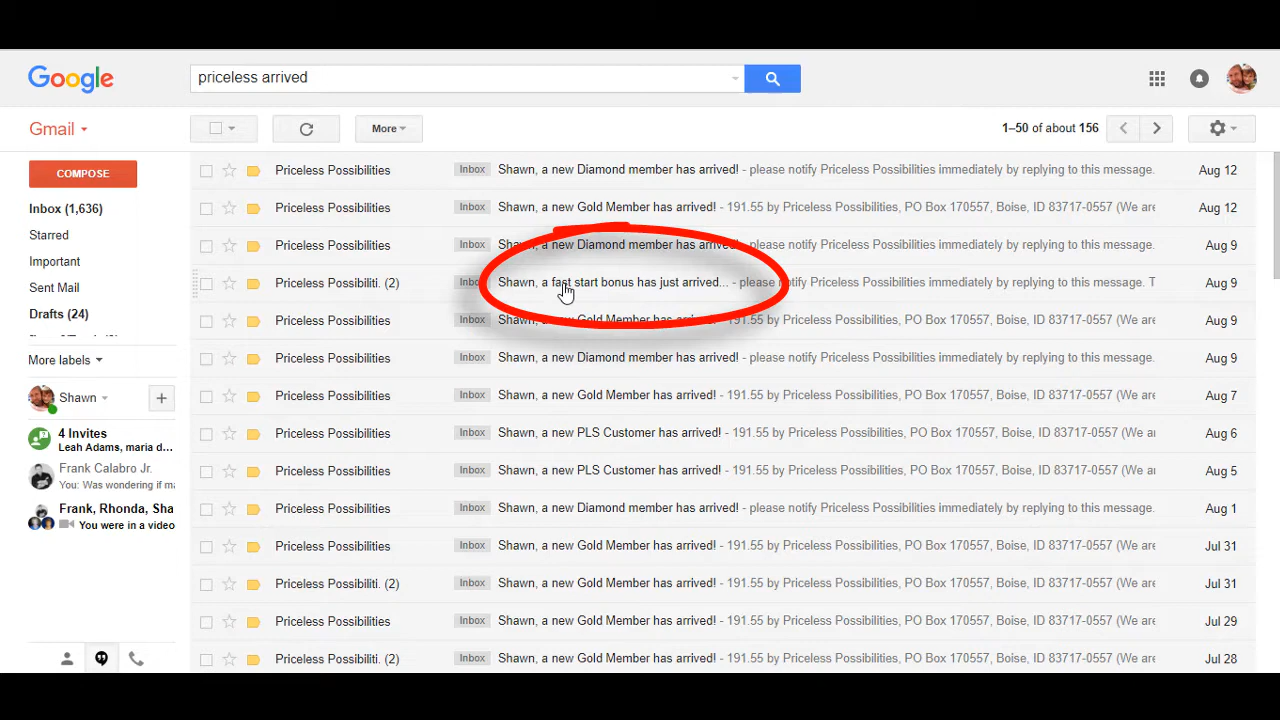 Google
priceless arrived
Gmail
More
1–50 of about 156
COMPOSE
Inbox (1,636)
Starred
Important
Sent Mail
Drafts (24)
More labels
Shawn
4 Invites
Leah Adams, maria d...
Frank Calabro Jr.
You: Was wondering if ma
Frank, Rhonda, Sha
You were in a video
Priceless Possibilities Inbox Shawn, a new Diamond member has arrived! - please notify Priceless Possibilities immediately by replying to this message. Aug 12
Priceless Possibilities Inbox Shawn, a new Gold Member has arrived! - 191.55 by Priceless Possibilities, PO Box 170557, Boise, ID 83717-0557 (We are Aug 12
Priceless Possibilities Inbox Shawn, a new Diamond member has arrived! - please notify Priceless Possibilities immediately by replying to this message. Aug 9
Priceless Possibiliti. (2) Inbox Shawn, a fast start bonus has just arrived... - please notify Priceless Possibilities immediately by replying to this message. T Aug 9
Priceless Possibilities Inbox Shawn, a new Gold Member has arrived! - 191.55 by Priceless Possibilities, PO Box 170557, Boise, ID 83717-0557 (We are Aug 9
Priceless Possibilities Inbox Shawn, a new Diamond member has arrived! - please notify Priceless Possibilities immediately by replying to this message. Aug 9
Priceless Possibilities Inbox Shawn, a new Gold Member has arrived! - 191.55 by Priceless Possibilities, PO Box 170557, Boise, ID 83717-0557 (We are Aug 7
Priceless Possibilities Inbox Shawn, a new PLS Customer has arrived! - 191.55 by Priceless Possibilities, PO Box 170557, Boise, ID 83717-0557 (We ar Aug 6
Priceless Possibilities Inbox Shawn, a new PLS Customer has arrived! - 191.55 by Priceless Possibilities, PO Box 170557, Boise, ID 83717-0557 (We ar Aug 5
Priceless Possibilities Inbox Shawn, a new Diamond member has arrived! - please notify Priceless Possibilities immediately by replying to this message. Aug 1
Priceless Possibilities Inbox Shawn, a new Gold Member has arrived! - 191.55 by Priceless Possibilities, PO Box 170557, Boise, ID 83717-0557 (We are Jul 31
Priceless Possibiliti. (2) Inbox Shawn, a new Gold Member has arrived! - 191.55 by Priceless Possibilities, PO Box 170557, Boise, ID 83717-0557 (We are Jul 31
Priceless Possibilities Inbox Shawn, a new Gold Member has arrived! - 191.55 by Priceless Possibilities, PO Box 170557, Boise, ID 83717-0557 (We are Jul 29
Priceless Possibiliti. (2) Inbox Shawn, a new Gold Member has arrived! - 191.55 by Priceless Possibilities, PO Box 170557, Boise, ID 83717-0557 (We are Jul 28